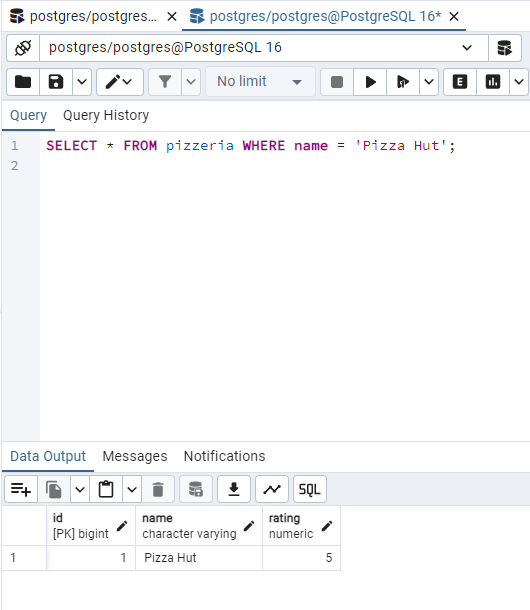 postgres/postgres... postgres/postgres@PostgreSQL 16*
postgres/postgres@PostgreSQL 16
No limit
E
Query Query History
1 SELECT * FROM pizzeria WHERE name = 'Pizza Hut';
2
Data Output Messages Notifications
SQL
id name rating
[PK] bigint character varying numeric
1 1 Pizza Hut 5